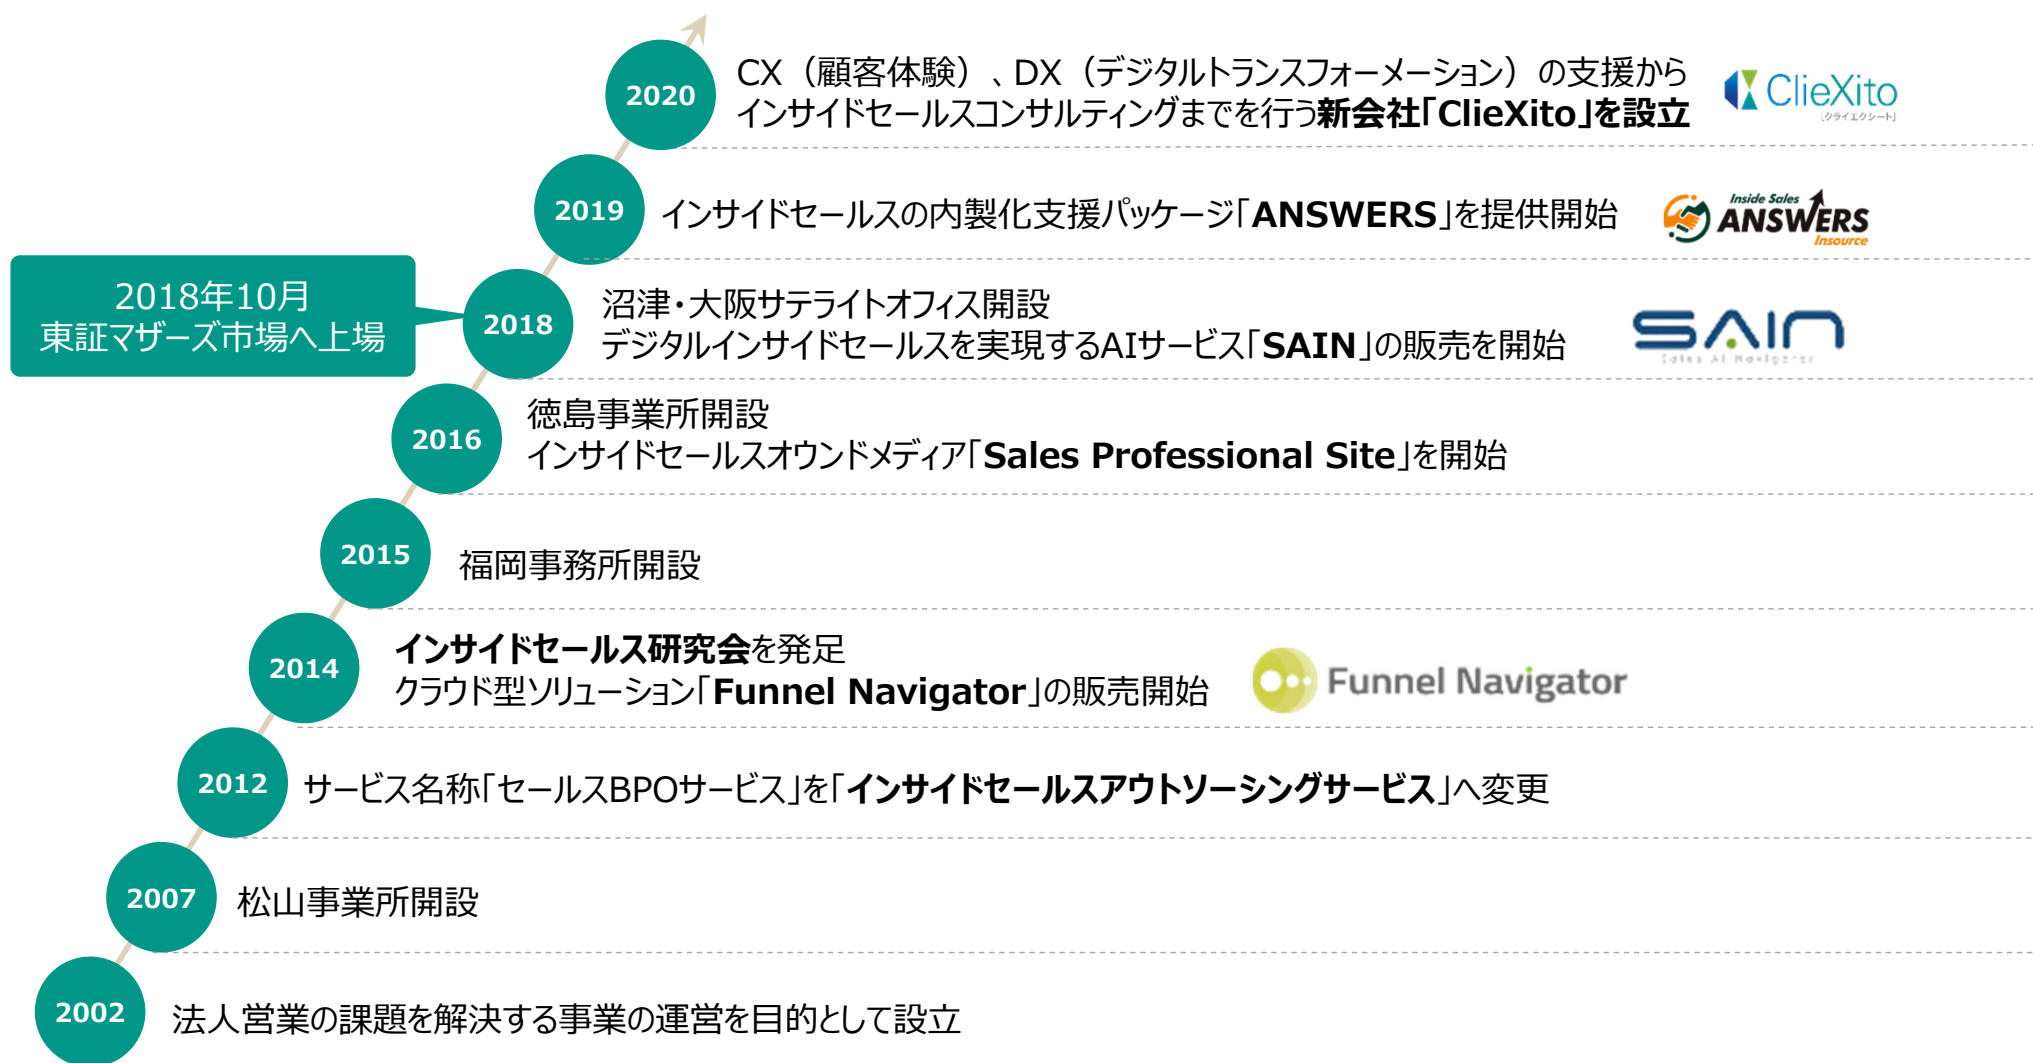 2020
CX（顧客体験）、DX（デジタルトランスフォーメーション）の支援から
インサイドセールスコンサルティングまでを行う新会社「ClieXito」を設立
ClieXito
[クライエクシート]
2019
インサイドセールスの内製化支援パッケージ「ANSWERS」を提供開始
Inside Sales
ANSWERS
Insource
2018年10月
東証マザーズ市場へ上場
2018
沼津・大阪サテライトオフィス開設
デジタルインサイドセールスを実現するAIサービス「SAIN」の販売を開始
SAIN
Sales AI Navigator
2016
徳島事業所開設
インサイドセールスオウンドメディア「Sales Professional Site」を開始
2015
福岡事務所開設
2014
インサイドセールス研究会を発足
クラウド型ソリューション「Funnel Navigator」の販売開始
Funnel Navigator
2012
サービス名称「セールスBPOサービス」を「インサイドセールスアウトソーシングサービス」へ変更
2007
松山事業所開設
2002
法人営業の課題を解決する事業の運営を目的として設立